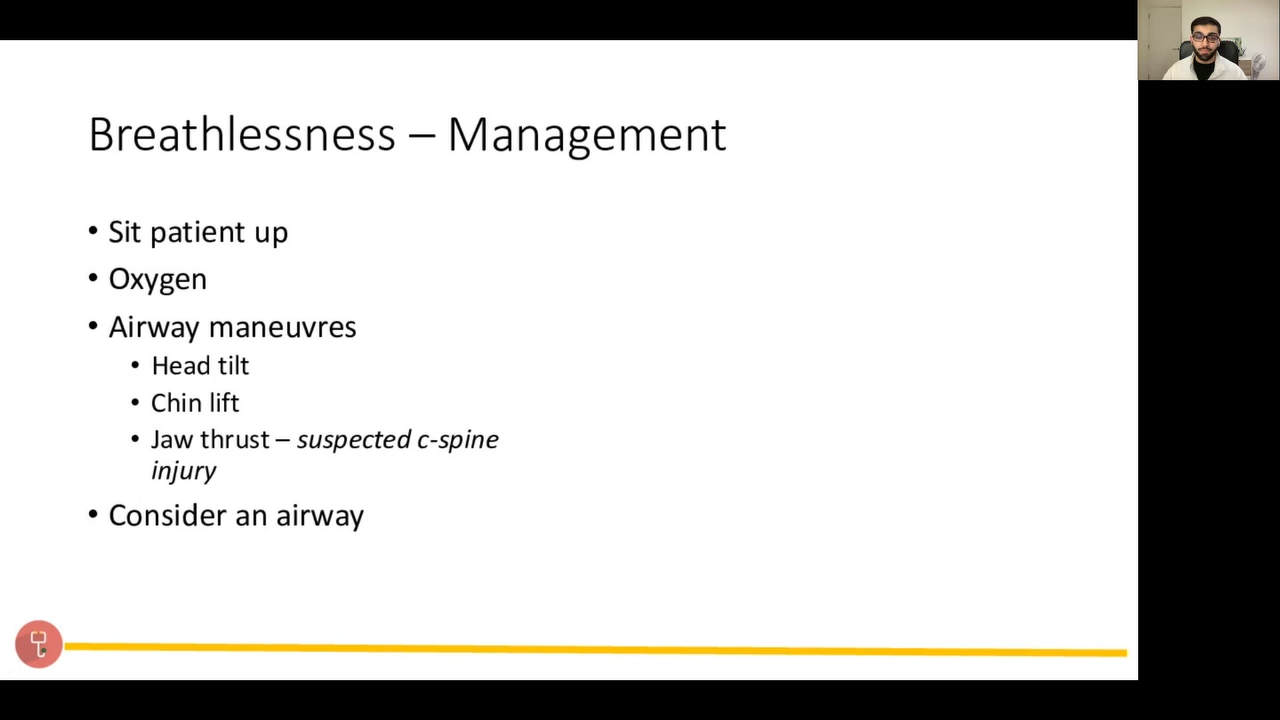 Breathlessness – Management
• Sit patient up
• Oxygen
• Airway maneuvres
• Head tilt
• Chin lift
• Jaw thrust – suspected c-spine
injury
• Consider an airway